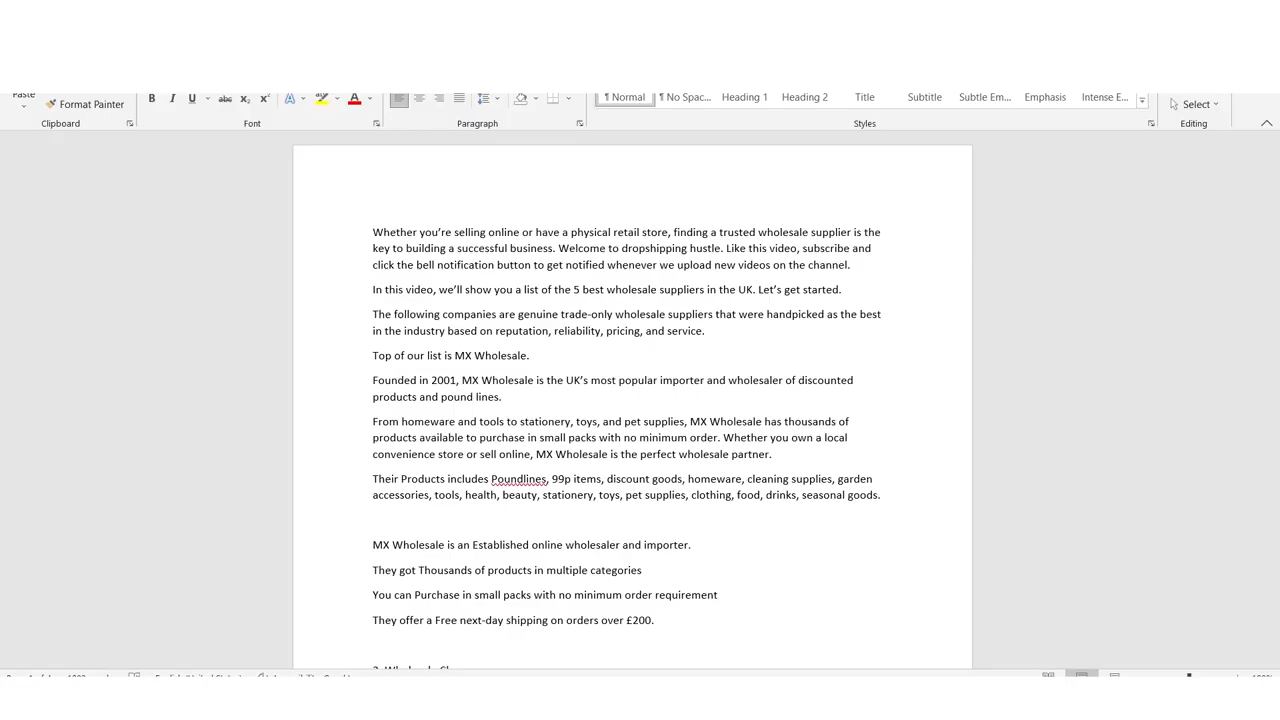 Paste
Format Painter
B I U abc x₂ x² A A
¶ Normal ¶ No Spac... Heading 1 Heading 2 Title Subtitle Subtle Em... Emphasis Intense E...
Select
Clipboard Font Paragraph Styles Editing
Whether you’re selling online or have a physical retail store, finding a trusted wholesale supplier is the
key to building a successful business. Welcome to dropshipping hustle. Like this video, subscribe and
click the bell notification button to get notified whenever we upload new videos on the channel.
In this video, we’ll show you a list of the 5 best wholesale suppliers in the UK. Let’s get started.
The following companies are genuine trade-only wholesale suppliers that were handpicked as the best
in the industry based on reputation, reliability, pricing, and service.
Top of our list is MX Wholesale.
Founded in 2001, MX Wholesale is the UK’s most popular importer and wholesaler of discounted
products and pound lines.
From homeware and tools to stationery, toys, and pet supplies, MX Wholesale has thousands of
products available to purchase in small packs with no minimum order. Whether you own a local
convenience store or sell online, MX Wholesale is the perfect wholesale partner.
Their Products includes Poundlines, 99p items, discount goods, homeware, cleaning supplies, garden
accessories, tools, health, beauty, stationery, toys, pet supplies, clothing, food, drinks, seasonal goods.
MX Wholesale is an Established online wholesaler and importer.
They got Thousands of products in multiple categories
You can Purchase in small packs with no minimum order requirement
They offer a Free next-day shipping on orders over £200.